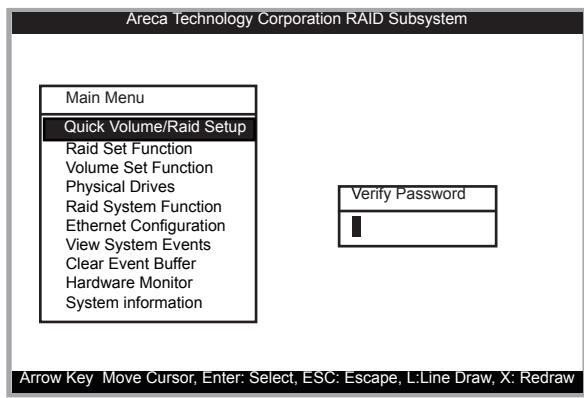 Areca Technology Corporation RAID Subsystem
Main Menu
Quick Volume/Raid Setup
Raid Set Function
Volume Set Function
Physical Drives
Raid System Function
Ethernet Configuration
View System Events
Clear Event Buffer
Hardware Monitor
System information
Verify Password
Arrow Key Move Cursor, Enter: Select, ESC: Escape, L:Line Draw, X: Redraw